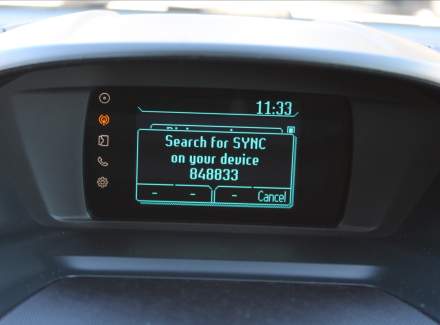 11:33
Search for SYNC
on your device
848833
Cancel